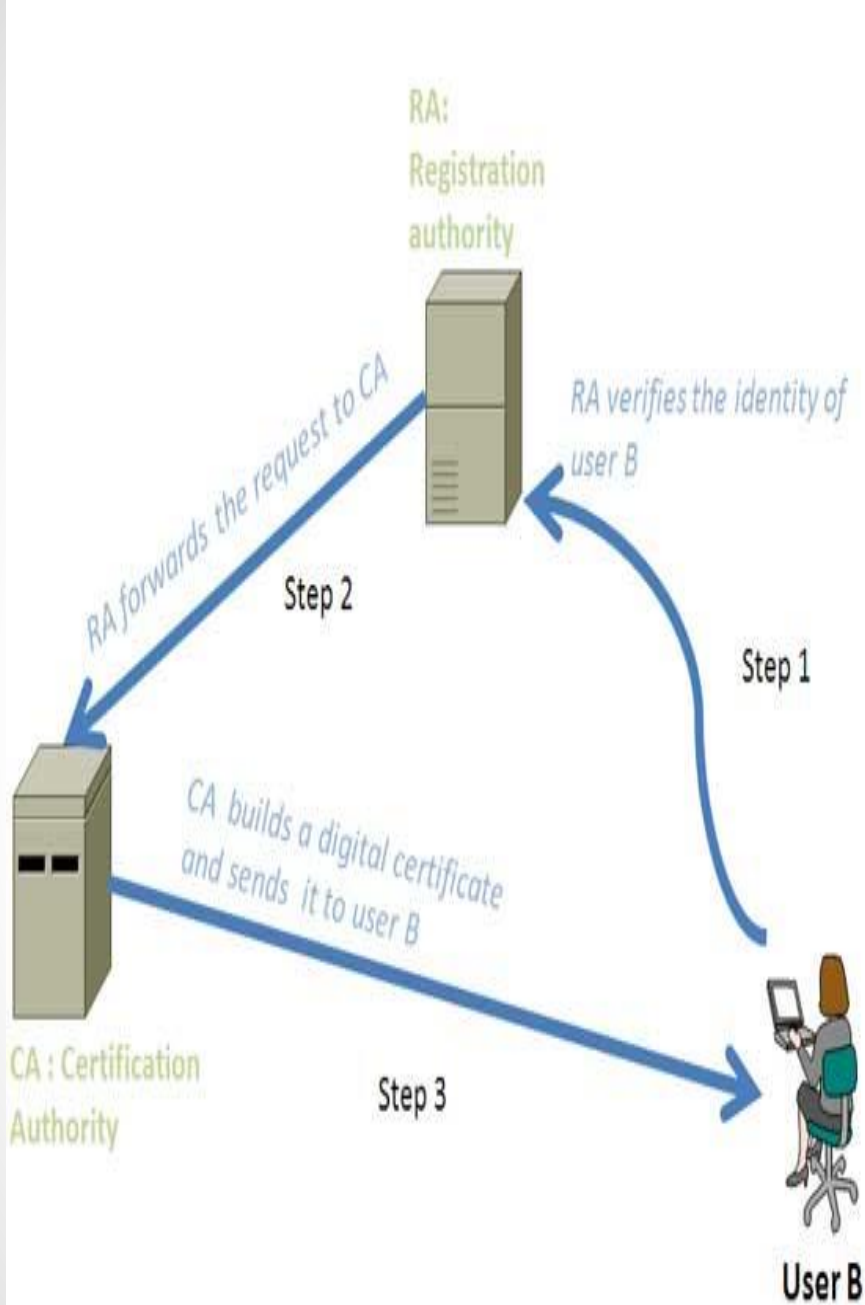 RA:
Registration
authority
RA verifies the identity of
user B
RA forwards the request to CA
Step 2
Step 1
CA builds a digital certificate
and sends it to user B
CA : Certification
Authority
Step 3
User B